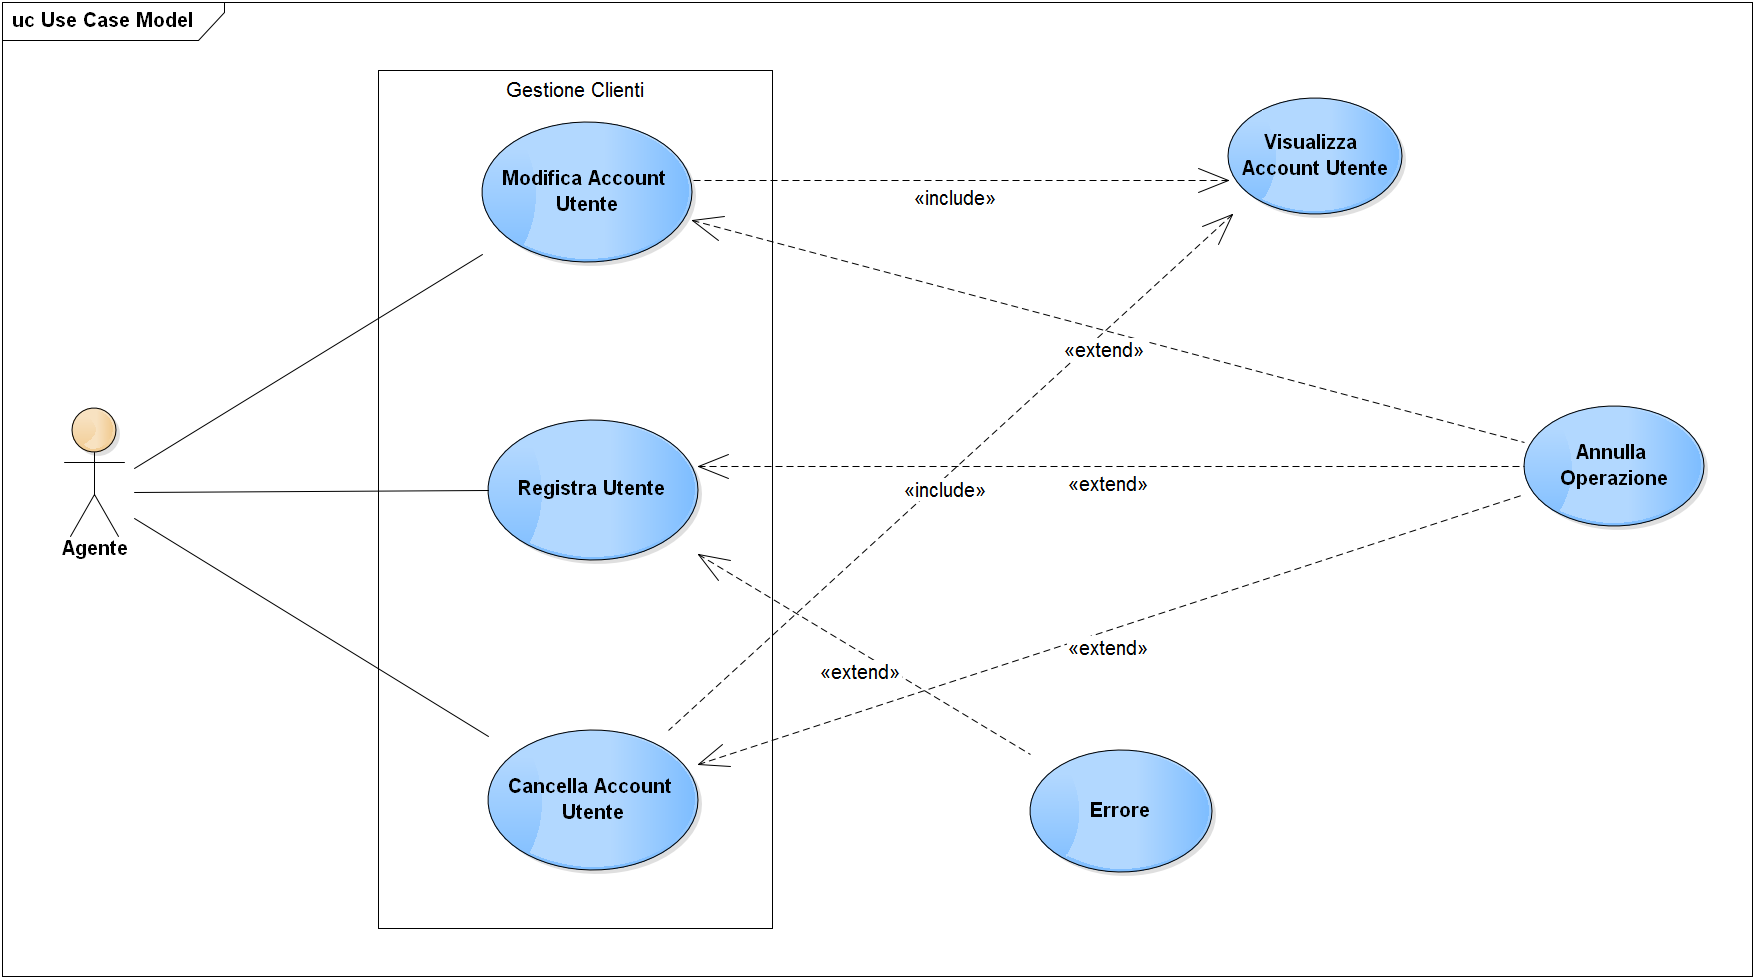 uc Use Case Model
Gestione Clienti
Visualizza
Account Utente
Modifica Account
Utente
«include»
«extend»
Annulla
Operazione
Registra Utente
«include»
«extend»
Agente
«extend»
«extend»
Cancella Account
Utente
Errore